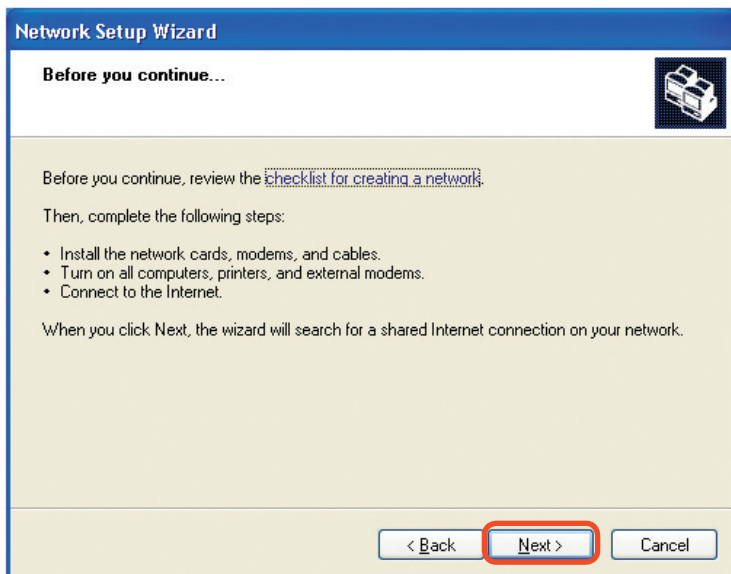 Network Setup Wizard
Before you continue...
Before you continue, review the checklist for creating a network.
Then, complete the following steps:
• Install the network cards, modems, and cables.
• Turn on all computers, printers, and external modems.
• Connect to the Internet.
When you click Next, the wizard will search for a shared Internet connection on your network.
< Back Next > Cancel